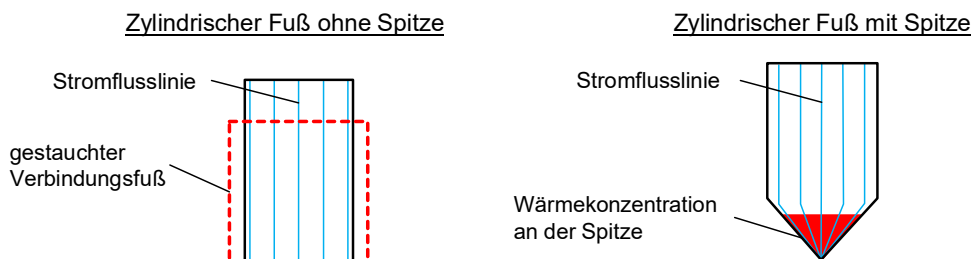 Zylindrischer Fuß ohne Spitze
Stromflusslinie
gestauchter
Verbindungsfuß
Zylindrischer Fuß mit Spitze
Stromflusslinie
Wärmekonzentration
an der Spitze